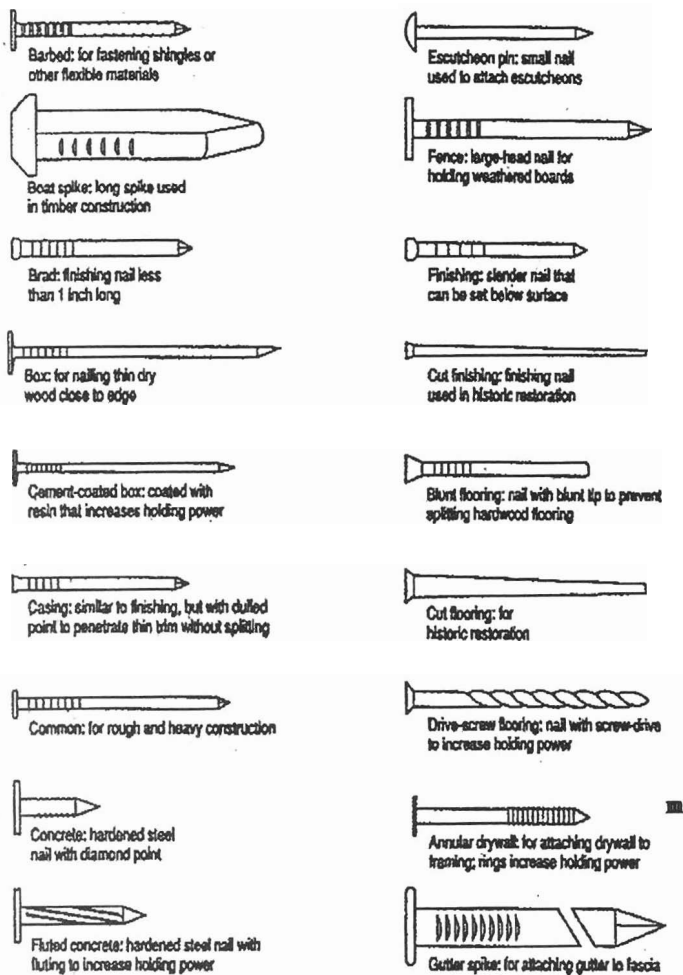 Barbed: for fastening shingles or
other flexible materials
Boat spike: long spike used
in timber construction
Brad: finishing nail less
than 1 inch long
Box: for nailing thin dry
wood close to edge
Cement-coated box: coated with
resin that increases holding power
Casing: similar to finishing, but with dulled
point to penetrate thin trim without splitting
Common: for rough and heavy construction
Concrete: hardened steel
nail with diamond point
Fluted concrete: hardened steel nail with
fluting to increase holding power
Escutcheon pin: small nail
used to attach escutcheons
Fence: large-head nail for
holding weathered boards
Finishing: slender nail that
can be set below surface
Cut finishing: finishing nail
used in historic restoration
Blunt flooring: nail with blunt tip to prevent
splitting hardwood flooring
Cut flooring: for
historic restoration
Drive-screw flooring: nail with screw-drive
to increase holding power
Annular drywall: for attaching drywall to
framing; rings increase holding power
Gutter spike: for attaching gutter to fascia